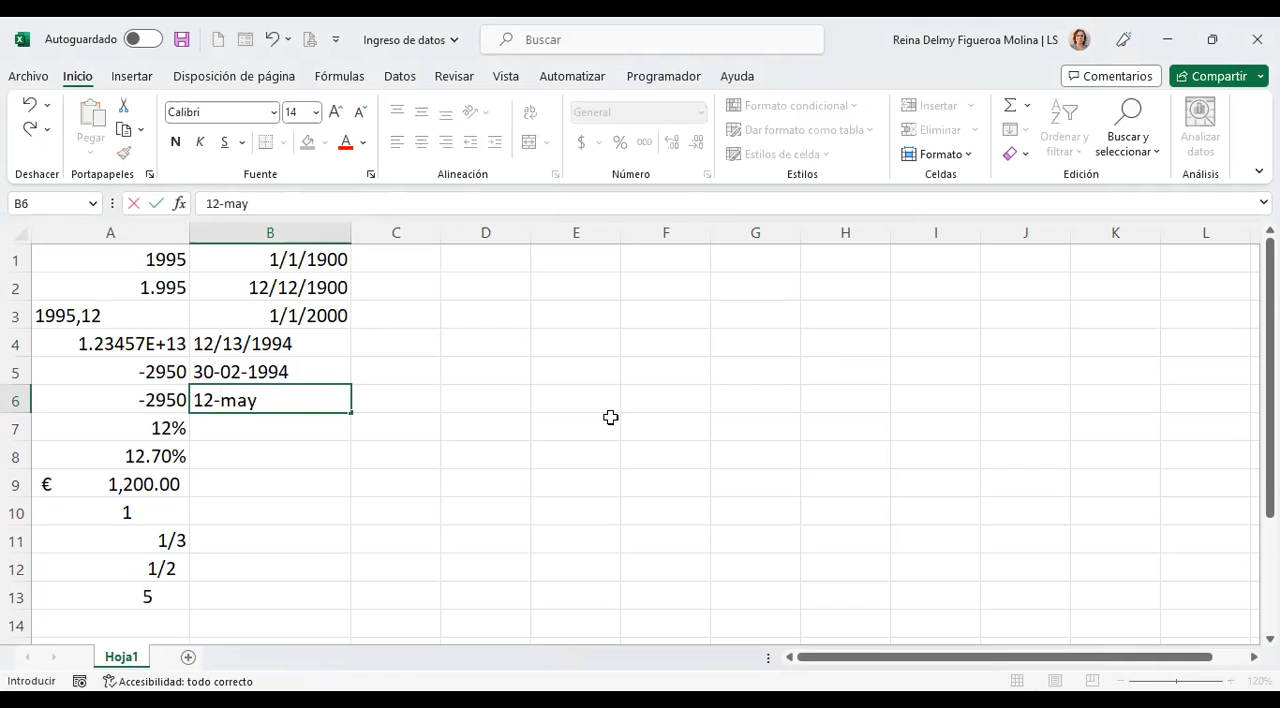 Autoguardado Ingreso de datos Buscar Reina Delmy Figueroa Molina | LS
Archivo Inicio Insertar Disposición de página Fórmulas Datos Revisar Vista Automatizar Programador Ayuda Comentarios Compartir
Calibri 14 General Formato condicional Insertar
Pegar Dar formato como tabla Eliminar Ordenar y filtrar Buscar y seleccionar Analizar datos
N K S $ % 000 Estilos de celda Formato
Deshacer Portapapeles Fuente Alineación Número Estilos Celdas Edición Análisis
B6 fx 12-may
A B C D E F G H I J K L
1 1995 1/1/1900
2 1.995 12/12/1900
3 1995,12 1/1/2000
4 1.23457E+13 12/13/1994
5 -2950 30-02-1994
6 -2950 12-may
7 12%
8 12.70%
9 € 1,200.00
10 1
11 1/3
12 1/2
13 5
14
Hoja1
Introducir Accesibilidad: todo correcto 120%